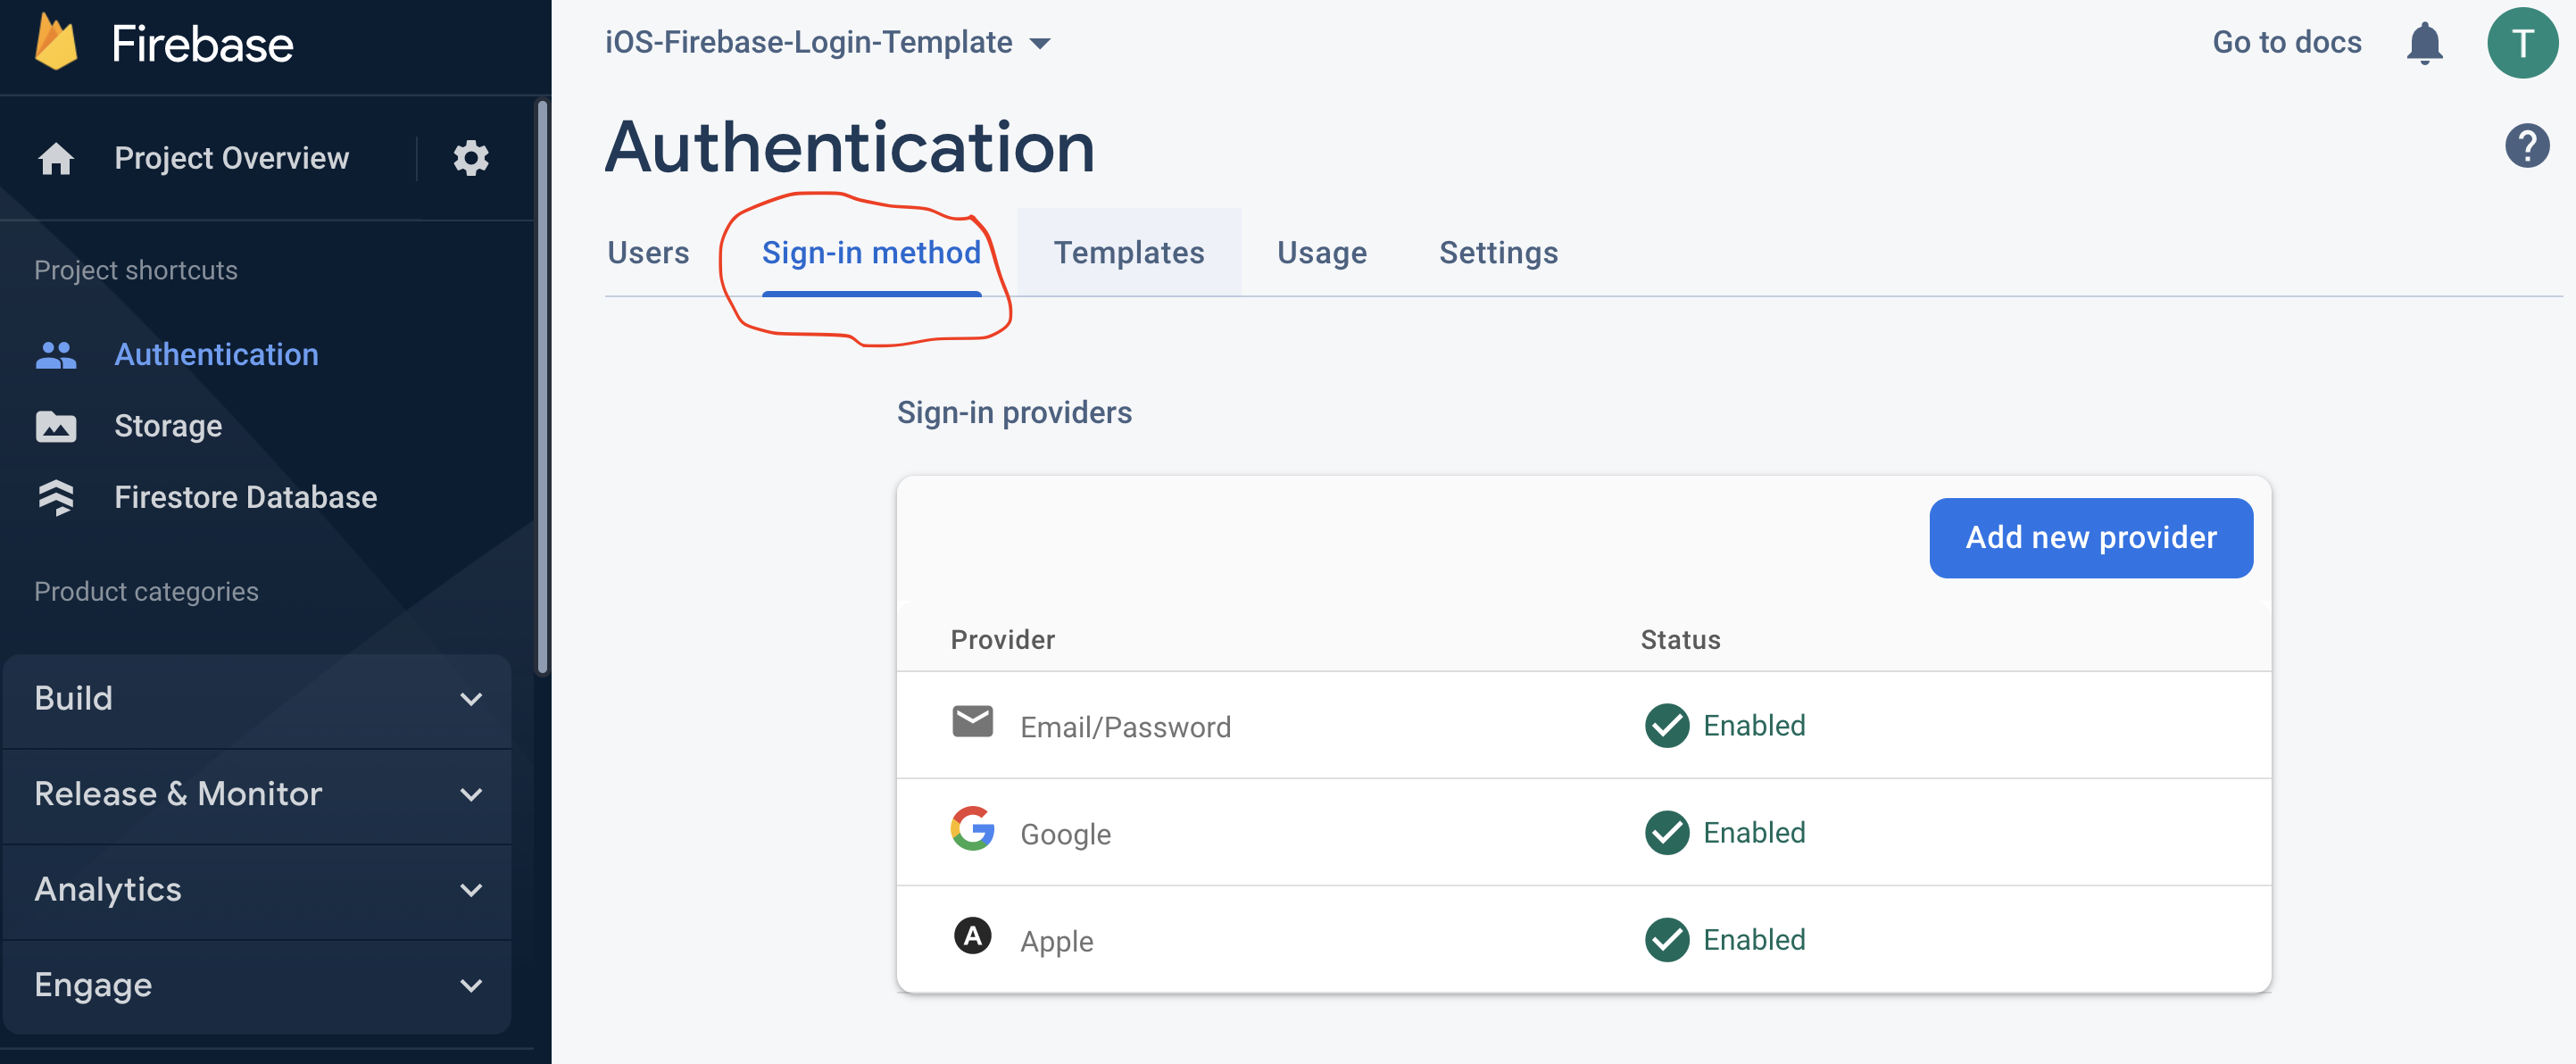 Firebase
Project Overview
Project shortcuts
Authentication
Storage
Firestore Database
Product categories
Build
Release & Monitor
Analytics
Engage
iOS-Firebase-Login-Template
Go to docs
T
Authentication
?
Users Sign-in method Templates Usage Settings
Sign-in providers
Add new provider
Provider Status
Email/Password Enabled
G Google Enabled
A Apple Enabled